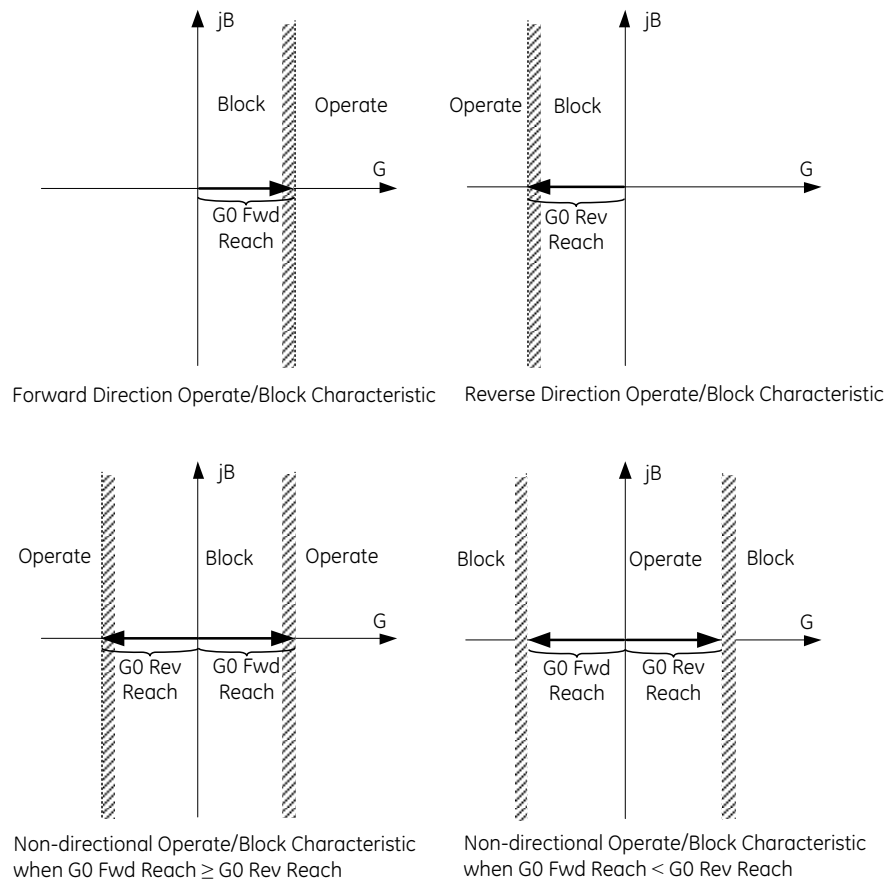 jB
Block
Operate
G
G0 Fwd
Reach
Forward Direction Operate/Block Characteristic
jB
Operate
Block
G
G0 Rev
Reach
Reverse Direction Operate/Block Characteristic
jB
Operate
Block
Operate
G
G0 Rev
Reach
G0 Fwd
Reach
Non-directional Operate/Block Characteristic
when G0 Fwd Reach ≥ G0 Rev Reach
jB
Block
Operate
Block
G
G0 Fwd
Reach
G0 Rev
Reach
Non-directional Operate/Block Characteristic
when G0 Fwd Reach < G0 Rev Reach